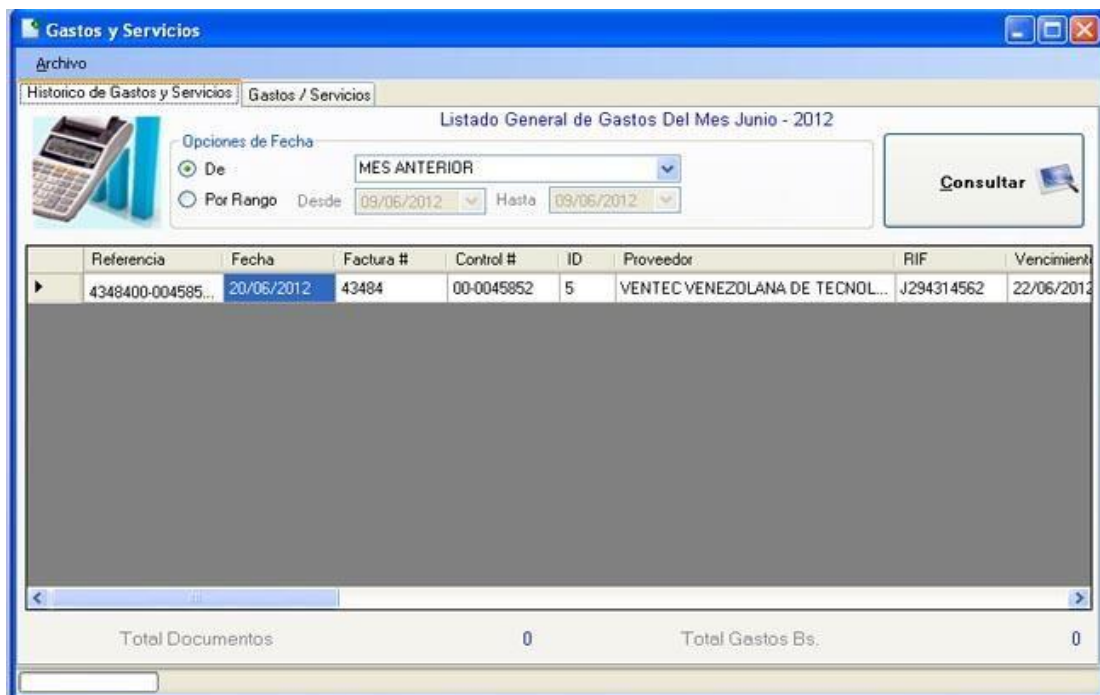 Gastos y Servicios
Archivo
Historico de Gastos y Servicios Gastos / Servicios
Listado General de Gastos Del Mes Junio - 2012
Opciones de Fecha
De MES ANTERIOR
Consultar
Por Rango Desde 09/06/2012 Hasta 09/06/2012
Referencia Fecha Factura # Control # ID Proveedor RIF Vencimiento
4348400-004585... 20/06/2012 43484 00-0045852 5 VENTEC VENEZOLANA DE TECNOL... J294314562 22/06/2012
Total Documentos 0 Total Gastos Bs. 0